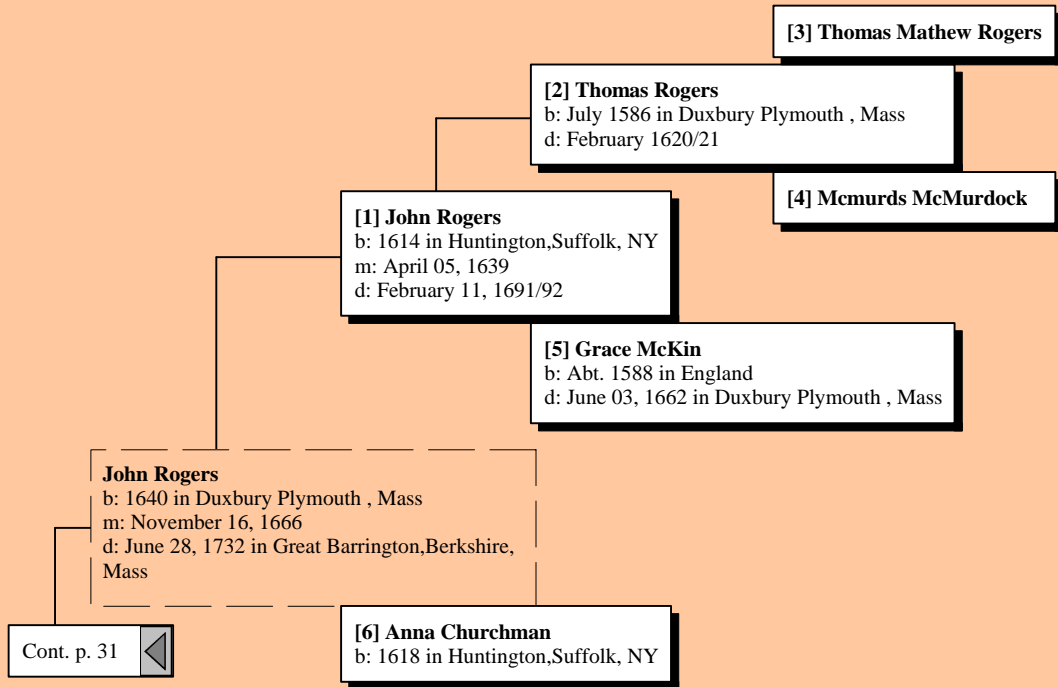 [3] Thomas Mathew Rogers
[2] Thomas Rogers
b: July 1586 in Duxbury Plymouth , Mass
d: February 1620/21
[4] Mcmurds McMurdock
[1] John Rogers
b: 1614 in Huntington,Suffolk, NY
m: April 05, 1639
d: February 11, 1691/92
[5] Grace McKin
b: Abt. 1588 in England
d: June 03, 1662 in Duxbury Plymouth , Mass
John Rogers
b: 1640 in Duxbury Plymouth , Mass
m: November 16, 1666
d: June 28, 1732 in Great Barrington,Berkshire,
Mass
[6] Anna Churchman
b: 1618 in Huntington,Suffolk, NY
Cont. p. 31